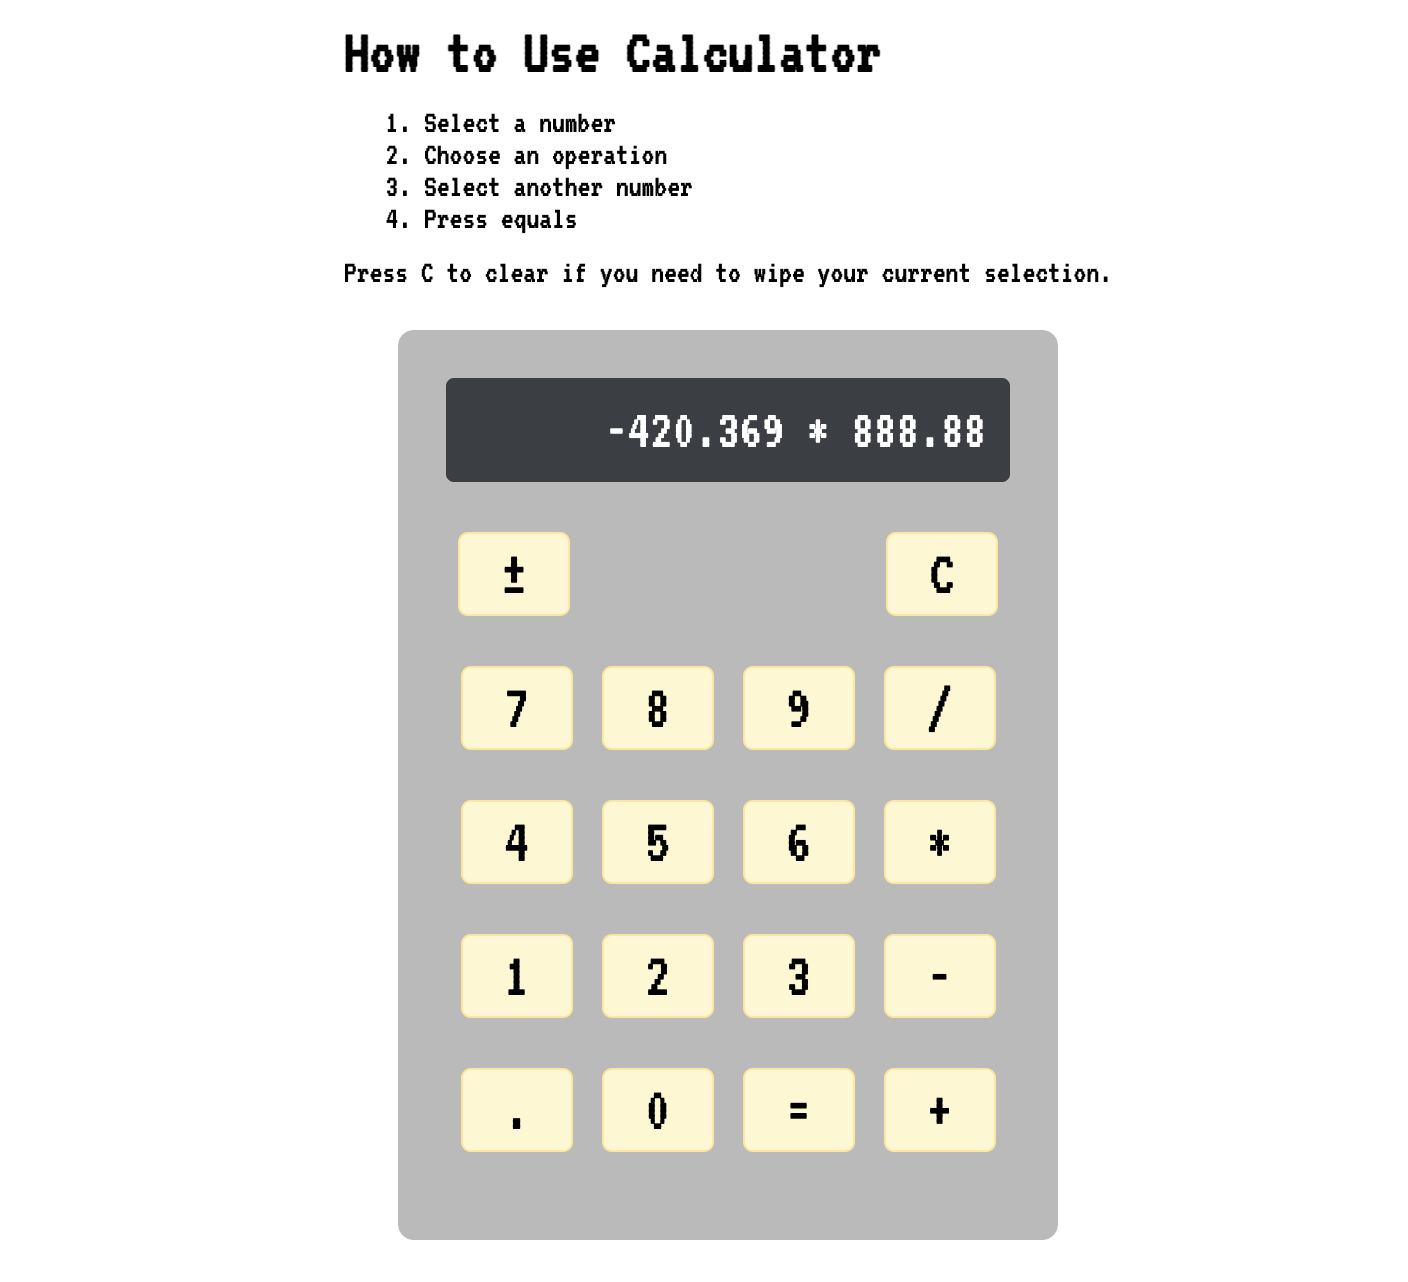 How to Use Calculator
1. Select a number
2. Choose an operation
3. Select another number
4. Press equals
Press C to clear if you need to wipe your current selection.
-420.369 * 888.88
± C
7 8 9 /
4 5 6 *
1 2 3 -
. 0 = +